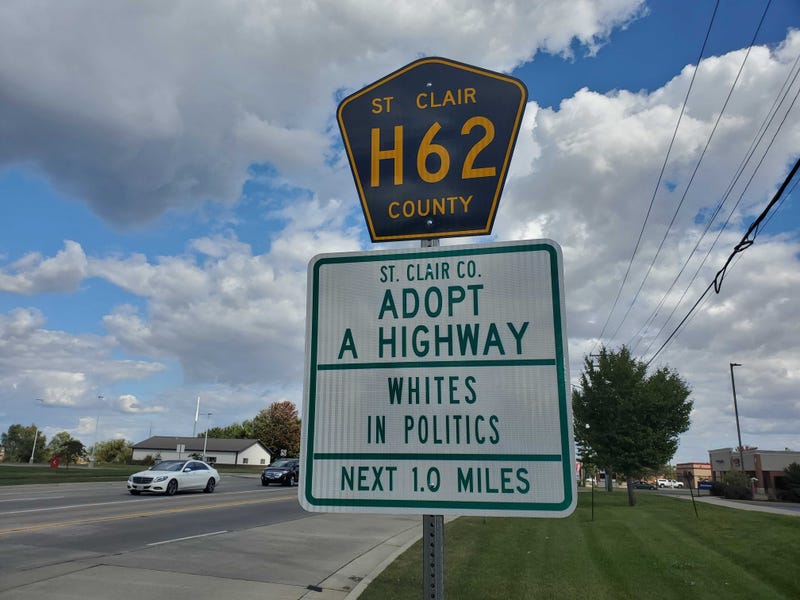 ST CLAIR
H62
COUNTY
ST. CLAIR CO.
ADOPT
A HIGHWAY
WHITES
IN POLITICS
NEXT 1.0 MILES